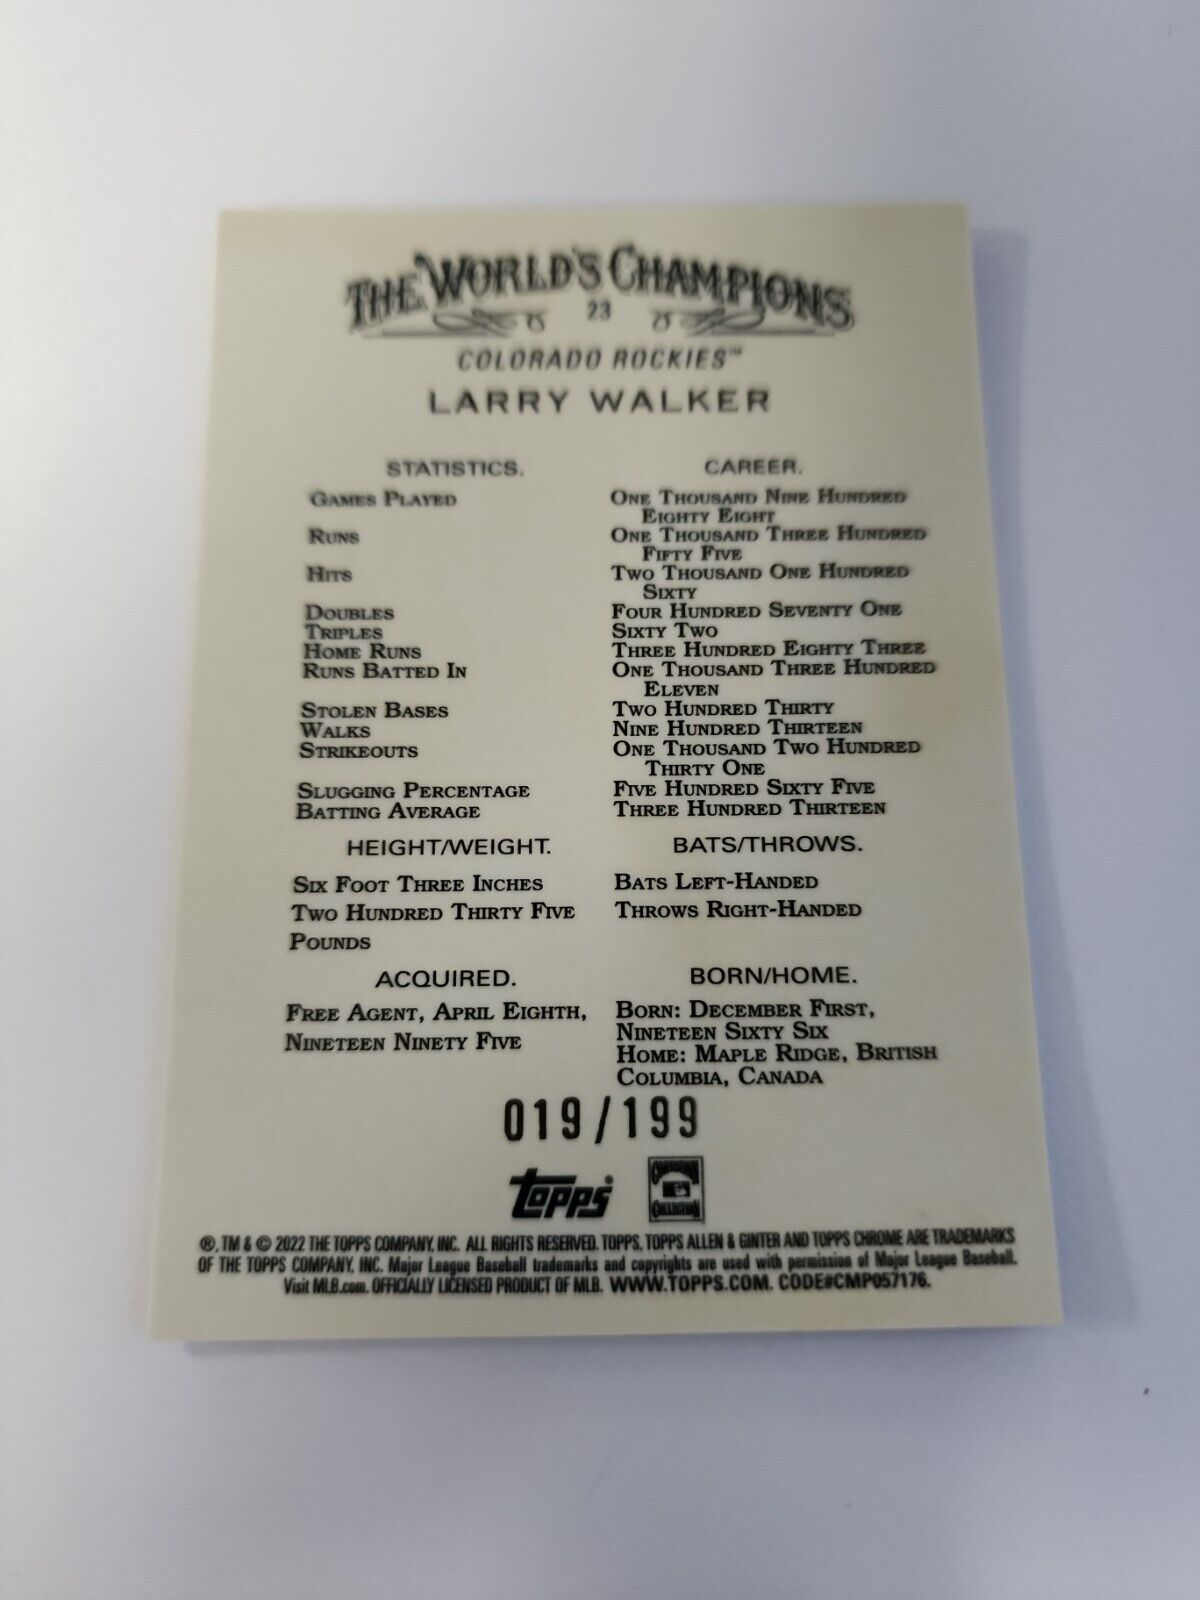 THE WORLD'S CHAMPIONS
23
COLORADO ROCKIES™
LARRY WALKER
STATISTICS. CAREER.
GAMES PLAYED ONE THOUSAND NINE HUNDRED
EIGHTY EIGHT
RUNS ONE THOUSAND THREE HUNDRED
FIFTY FIVE
HITS TWO THOUSAND ONE HUNDRED
SIXTY
DOUBLES FOUR HUNDRED SEVENTY ONE
TRIPLES SIXTY TWO
HOME RUNS THREE HUNDRED EIGHTY THREE
RUNS BATTED IN ONE THOUSAND THREE HUNDRED
ELEVEN
STOLEN BASES TWO HUNDRED THIRTY
WALKS NINE HUNDRED THIRTEEN
STRIKEOUTS ONE THOUSAND TWO HUNDRED
THIRTY ONE
SLUGGING PERCENTAGE FIVE HUNDRED SIXTY FIVE
BATTING AVERAGE THREE HUNDRED THIRTEEN
HEIGHT/WEIGHT. BATS/THROWS.
SIX FOOT THREE INCHES BATS LEFT-HANDED
TWO HUNDRED THIRTY FIVE THROWS RIGHT-HANDED
POUNDS
ACQUIRED. BORN/HOME.
FREE AGENT, APRIL EIGHTH, BORN: DECEMBER FIRST,
NINETEEN NINETY FIVE NINETEEN SIXTY SIX
HOME: MAPLE RIDGE, BRITISH
COLUMBIA, CANADA
019/199
topps®
COOPERSTOWN
COLLECTION
®, TM & © 2022 THE TOPPS COMPANY, INC. ALL RIGHTS RESERVED. TOPPS, TOPPS ALLEN & GINTER AND TOPPS CHROME ARE TRADEMARKS
OF THE TOPPS COMPANY, INC. Major League Baseball trademarks and copyrights are used with permission of Major League Baseball.
Visit MLB.com. OFFICIALLY LICENSED PRODUCT OF MLB. WWW.TOPPS.COM. CODE#CMP057176.